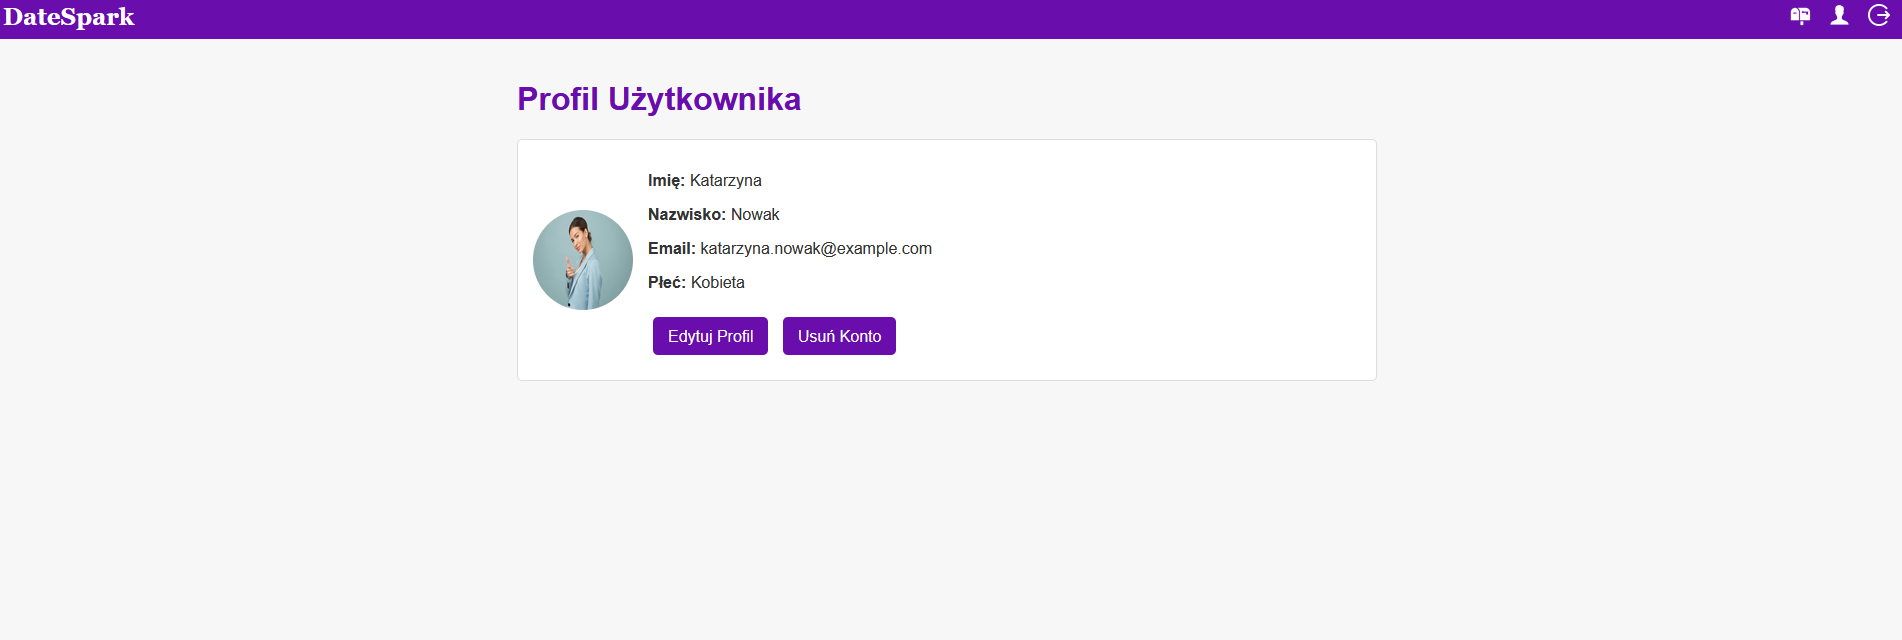 DateSpark
Profil Użytkownika
Imię: Katarzyna
Nazwisko: Nowak
Email: katarzyna.nowak@example.com
Płeć: Kobieta
Edytuj Profil Usuń Konto